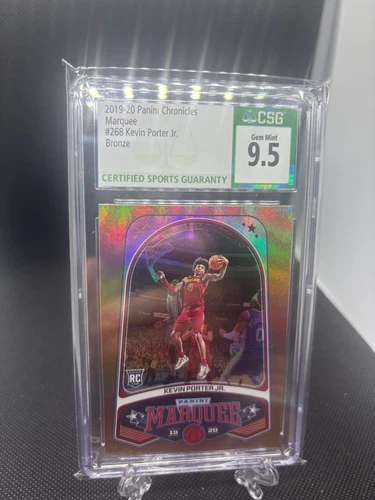 2019-20 Panini Chronicles
Marquee
#268 Kevin Porter Jr.
Bronze
CERTIFIED SPORTS GUARANTY
CSG
Gem Mint
9.5
RC
KEVIN PORTER JR.
PANINI
MARQUEE
19 20